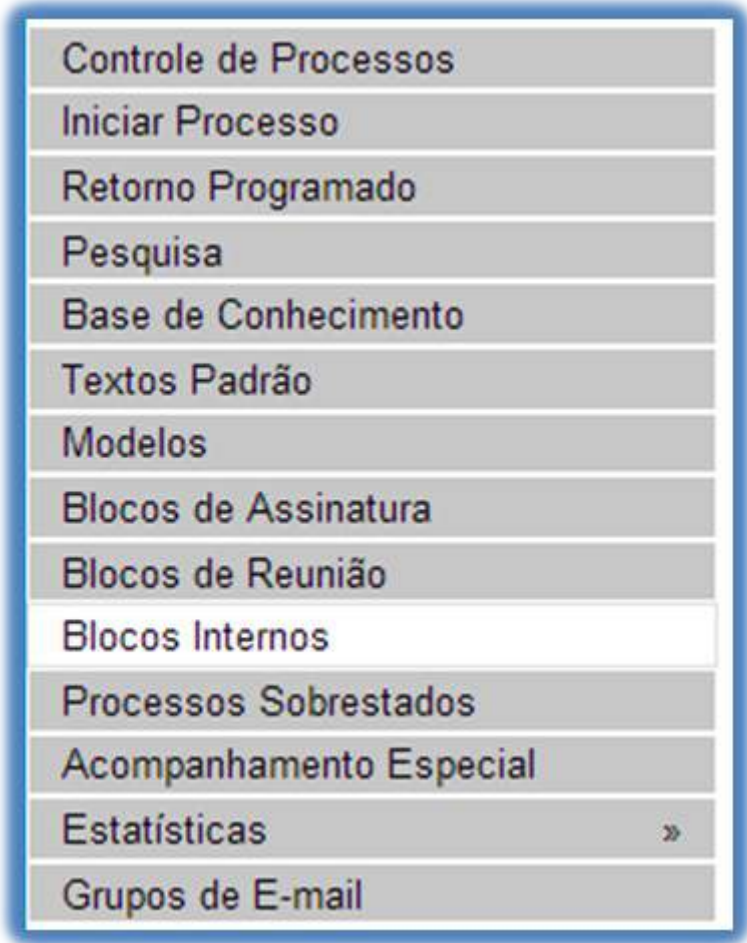 Controle de Processos
Iniciar Processo
Retorno Programado
Pesquisa
Base de Conhecimento
Textos Padrão
Modelos
Blocos de Assinatura
Blocos de Reunião
Blocos Internos
Processos Sobrestados
Acompanhamento Especial
Estatísticas »
Grupos de E-mail